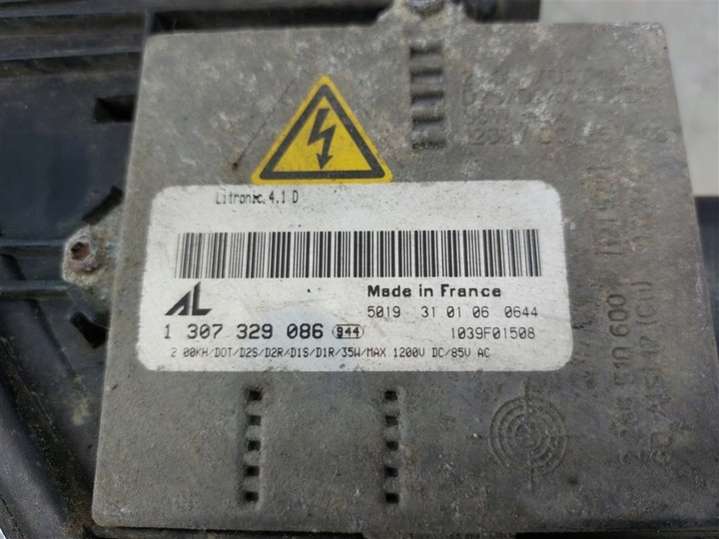 Litronic 4.1 D
AL
Made in France
5019 31 01 06 0644
1 307 329 086 944
1039F01508
2.00KH/DOT/D2S/D2R/D1S/D1R/35W/MAX 1200V DC/85V AC